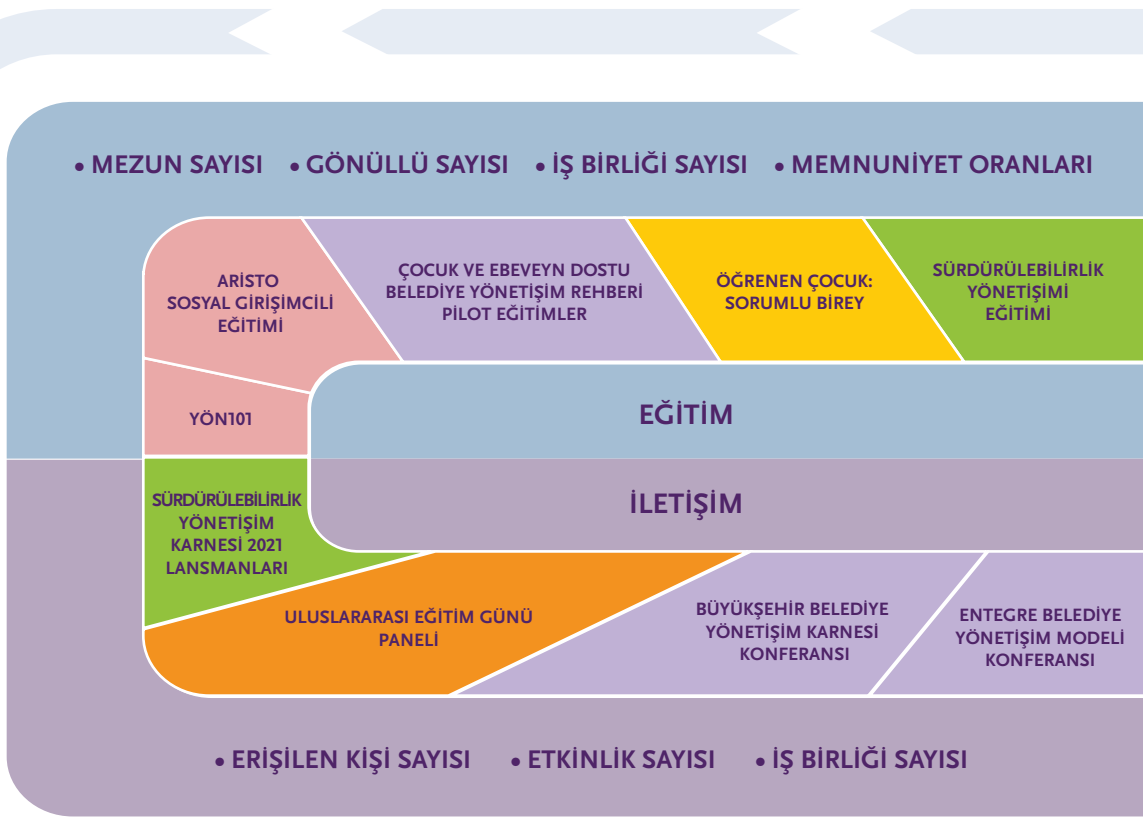 • MEZUN SAYISI • GÖNÜLLÜ SAYISI • İŞ BİRLİĞİ SAYISI • MEMNUNİYET ORANLARI
ARİSTO
SOSYAL GİRİŞİMCİLİ
EĞİTİMİ
ÇOCUK VE EBEVEYN DOSTU
BELEDİYE YÖNETİŞİM REHBERİ
PİLOT EĞİTİMLER
ÖĞRENEN ÇOCUK:
SORUMLU BİREY
SÜRDÜRÜLEBİLİRLİK
YÖNETİŞİMİ
EĞİTİMİ
YÖN101
EĞİTİM
İLETİŞİM
SÜRDÜRÜLEBİLİRLİK
YÖNETİŞİM
KARNESİ 2021
LANSMANLARI
ULUSLARARASI EĞİTİM GÜNÜ
PANELİ
BÜYÜKŞEHİR BELEDİYE
YÖNETİŞİM KARNESİ
KONFERANSI
ENTEGRE BELEDİYE
YÖNETİŞİM MODELİ
KONFERANSI
• ERİŞİLEN KİŞİ SAYISI • ETKİNLİK SAYISI • İŞ BİRLİĞİ SAYISI